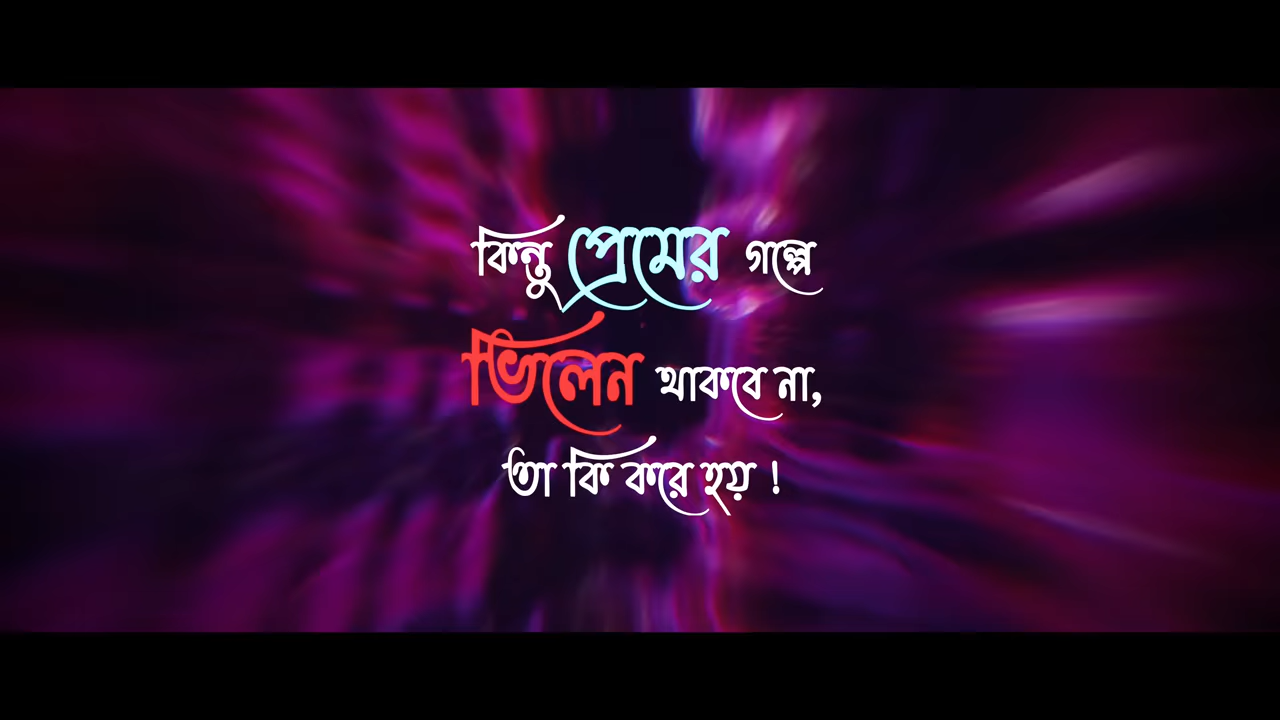 কিন্তু প্রেমের গল্পে
ভিলেন থাকবে না,
তা কি করে হয় !